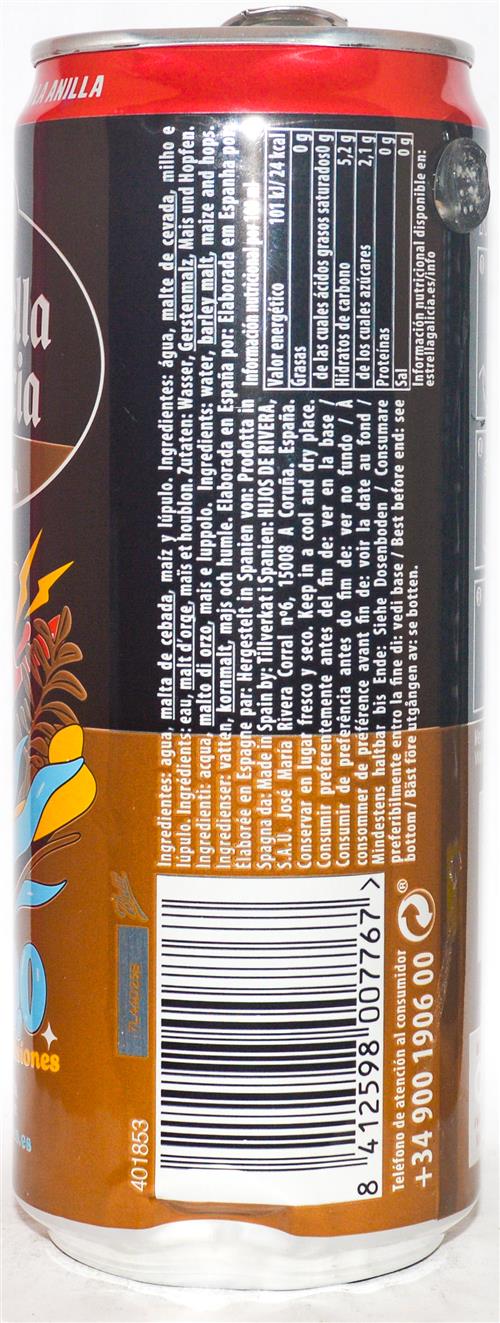 LA ANILLA
lla
ia
A
Ingredientes: agua, malta de cebada, maíz y lúpulo. Ingredientes: água, malte de cevada, milho e
lúpulo. Ingrédients: eau, malt d'orge, maïs et houblon. Zutaten: Wasser, Gerstenmalz, Mais und Hopfen.
Ingredienti: acqua, malto di orzo, mais e luppolo. Ingredients: water, barley malt, maize and hops.
Ingredienser: vatten, kornmalt, majs och humle. Elaborada en España por: Elaborada em Espanha por:
Elaborée en Espagne par: Hergestelt in Spanien von: Prodotta in
Spagna da: Made in Spain by: Tillverkat i Spanien: HIJOS DE RIVERA,
S.A.U. José María Rivera Corral nº6, 15008 A Coruña. España.
Conservar en lugar fresco y seco. Keep in a cool and dry place.
Consumir preferentemente antes del fin de: ver en la base /
Consumir de preferência antes do fim de: ver no fundo / À
consommer de préférence avant fin de: voir la date au fond /
Mindestens haltbar bis Ende: Siehe Dosenboden / Consumare
preferibilmente entro la fine di: vedi base / Best before end: see
bottom / Bäst före utgången av: se botten.
Información nutricional por 100 ml
Valor energético 101 kJ/ 24 kcal
Grasas 0 g
de las cuales ácidos grasos saturados 0 g
Hidratos de carbono 5,2 g
de los cuales azúcares 2,1 g
Proteínas 0 g
Sal 0 g
Información nutricional disponible en:
estrellagalicia.es/info
Ball
401853
8 412598 007767 >
Teléfono de atención al consumidor
+34 900 1906 00
®
O
iones
s.es